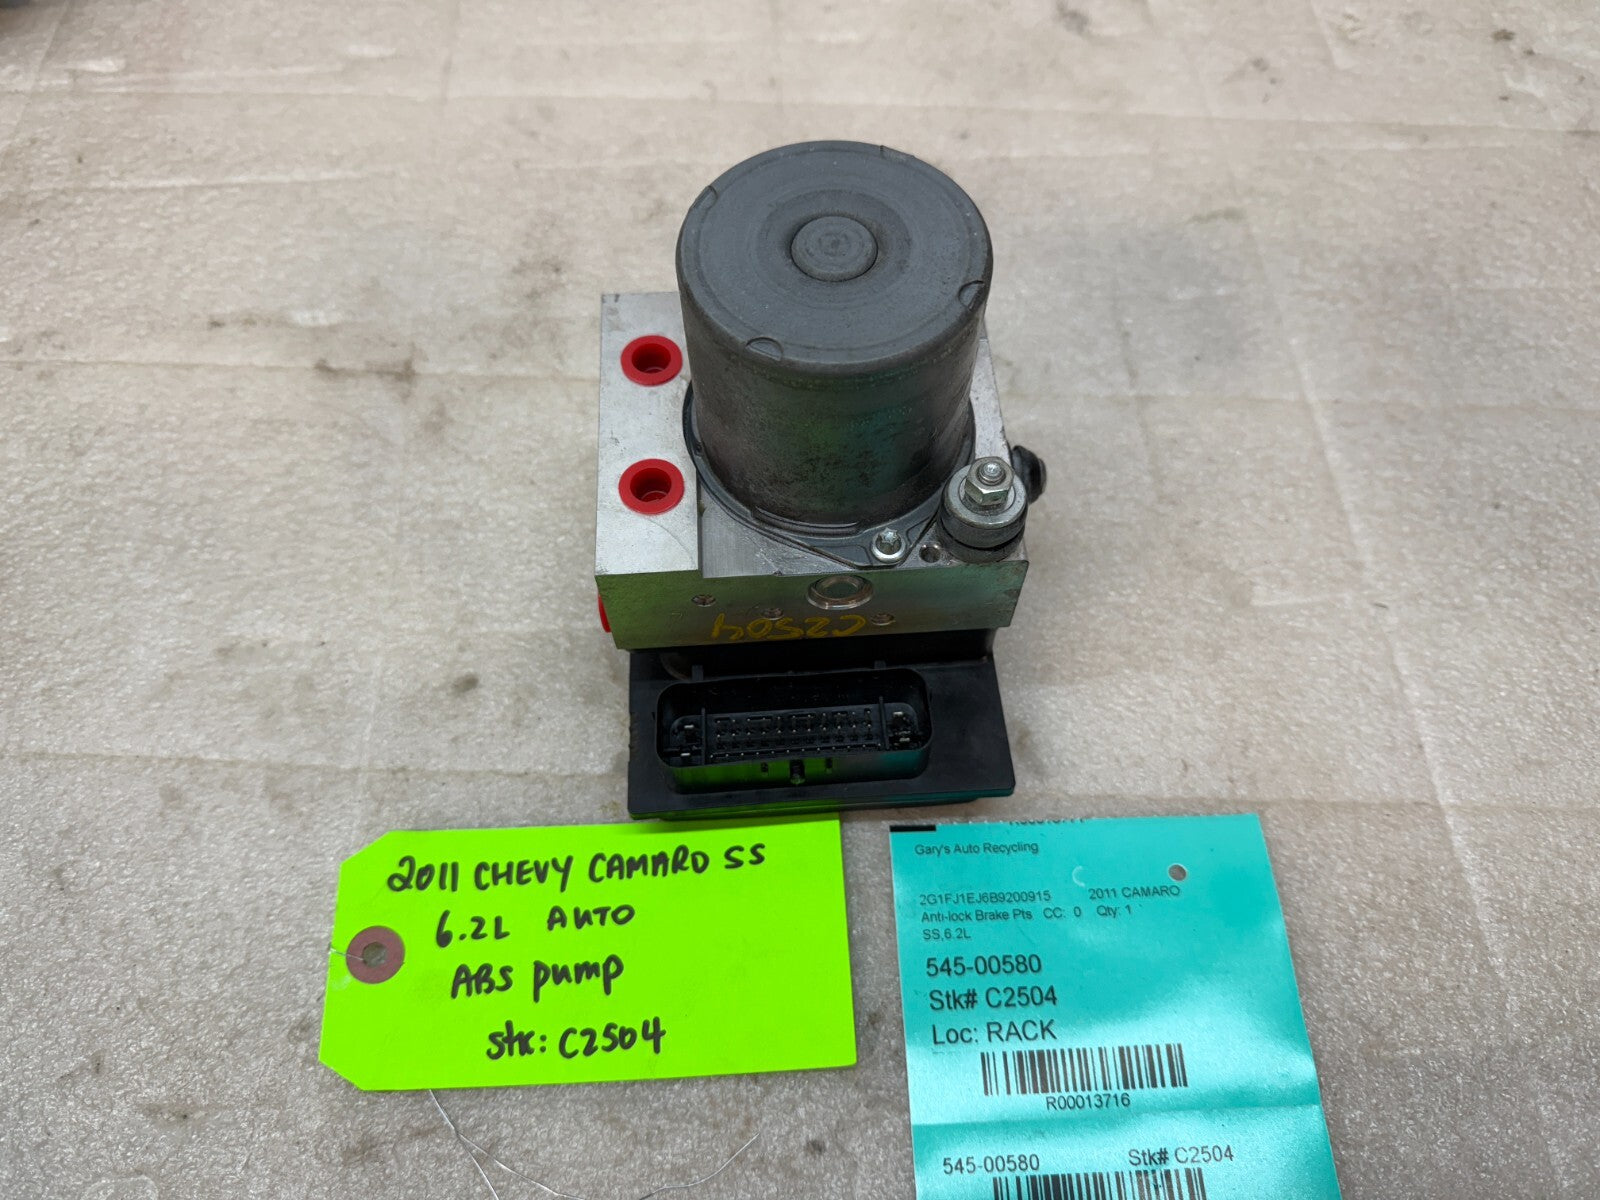 C2504
2011 CHEVY CAMARO SS
6.2L AUTO
ABS pump
stk: C2504
Gary's Auto Recycling
2G1FJ1EJ6B9200915 2011 CAMARO
Anti-lock Brake Pts CC: 0 Qty: 1
SS,6.2L
545-00580
Stk# C2504
Loc: RACK
R00013716
545-00580 Stk# C2504